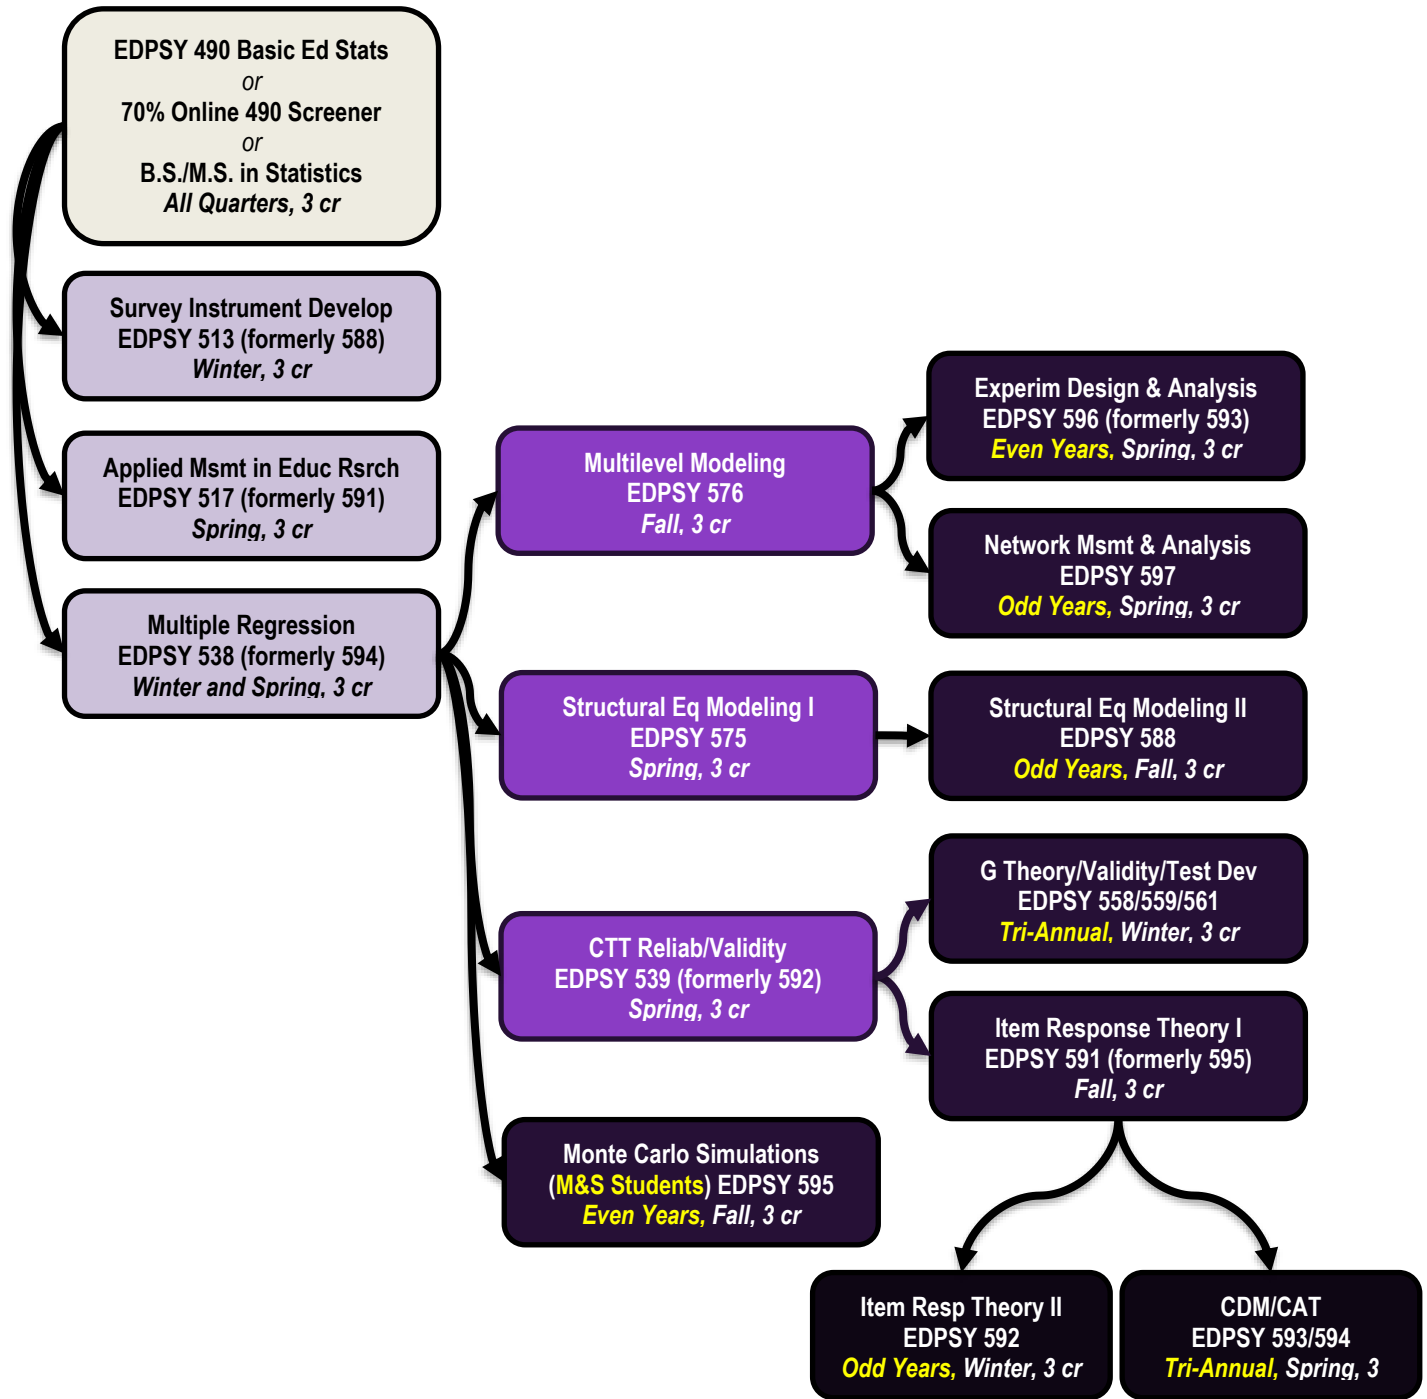 EDPSY 490 Basic Ed Stats
or
70% Online 490 Screener
or
B.S./M.S. in Statistics
All Quarters, 3 cr
Survey Instrument Develop
EDPSY 513 (formerly 588)
Winter, 3 cr
Applied Msmt in Educ Rsrch
EDPSY 517 (formerly 591)
Spring, 3 cr
Multiple Regression
EDPSY 538 (formerly 594)
Winter and Spring, 3 cr
Multilevel Modeling
EDPSY 576
Fall, 3 cr
Experim Design & Analysis
EDPSY 596 (formerly 593)
Even Years, Spring, 3 cr
Network Msmt & Analysis
EDPSY 597
Odd Years, Spring, 3 cr
Structural Eq Modeling I
EDPSY 575
Spring, 3 cr
Structural Eq Modeling II
EDPSY 588
Odd Years, Fall, 3 cr
CTT Reliab/Validity
EDPSY 539 (formerly 592)
Spring, 3 cr
G Theory/Validity/Test Dev
EDPSY 558/559/561
Tri-Annual, Winter, 3 cr
Item Response Theory I
EDPSY 591 (formerly 595)
Fall, 3 cr
Monte Carlo Simulations
(M&S Students) EDPSY 595
Even Years, Fall, 3 cr
Item Resp Theory II
EDPSY 592
Odd Years, Winter, 3 cr
CDM/CAT
EDPSY 593/594
Tri-Annual, Spring, 3